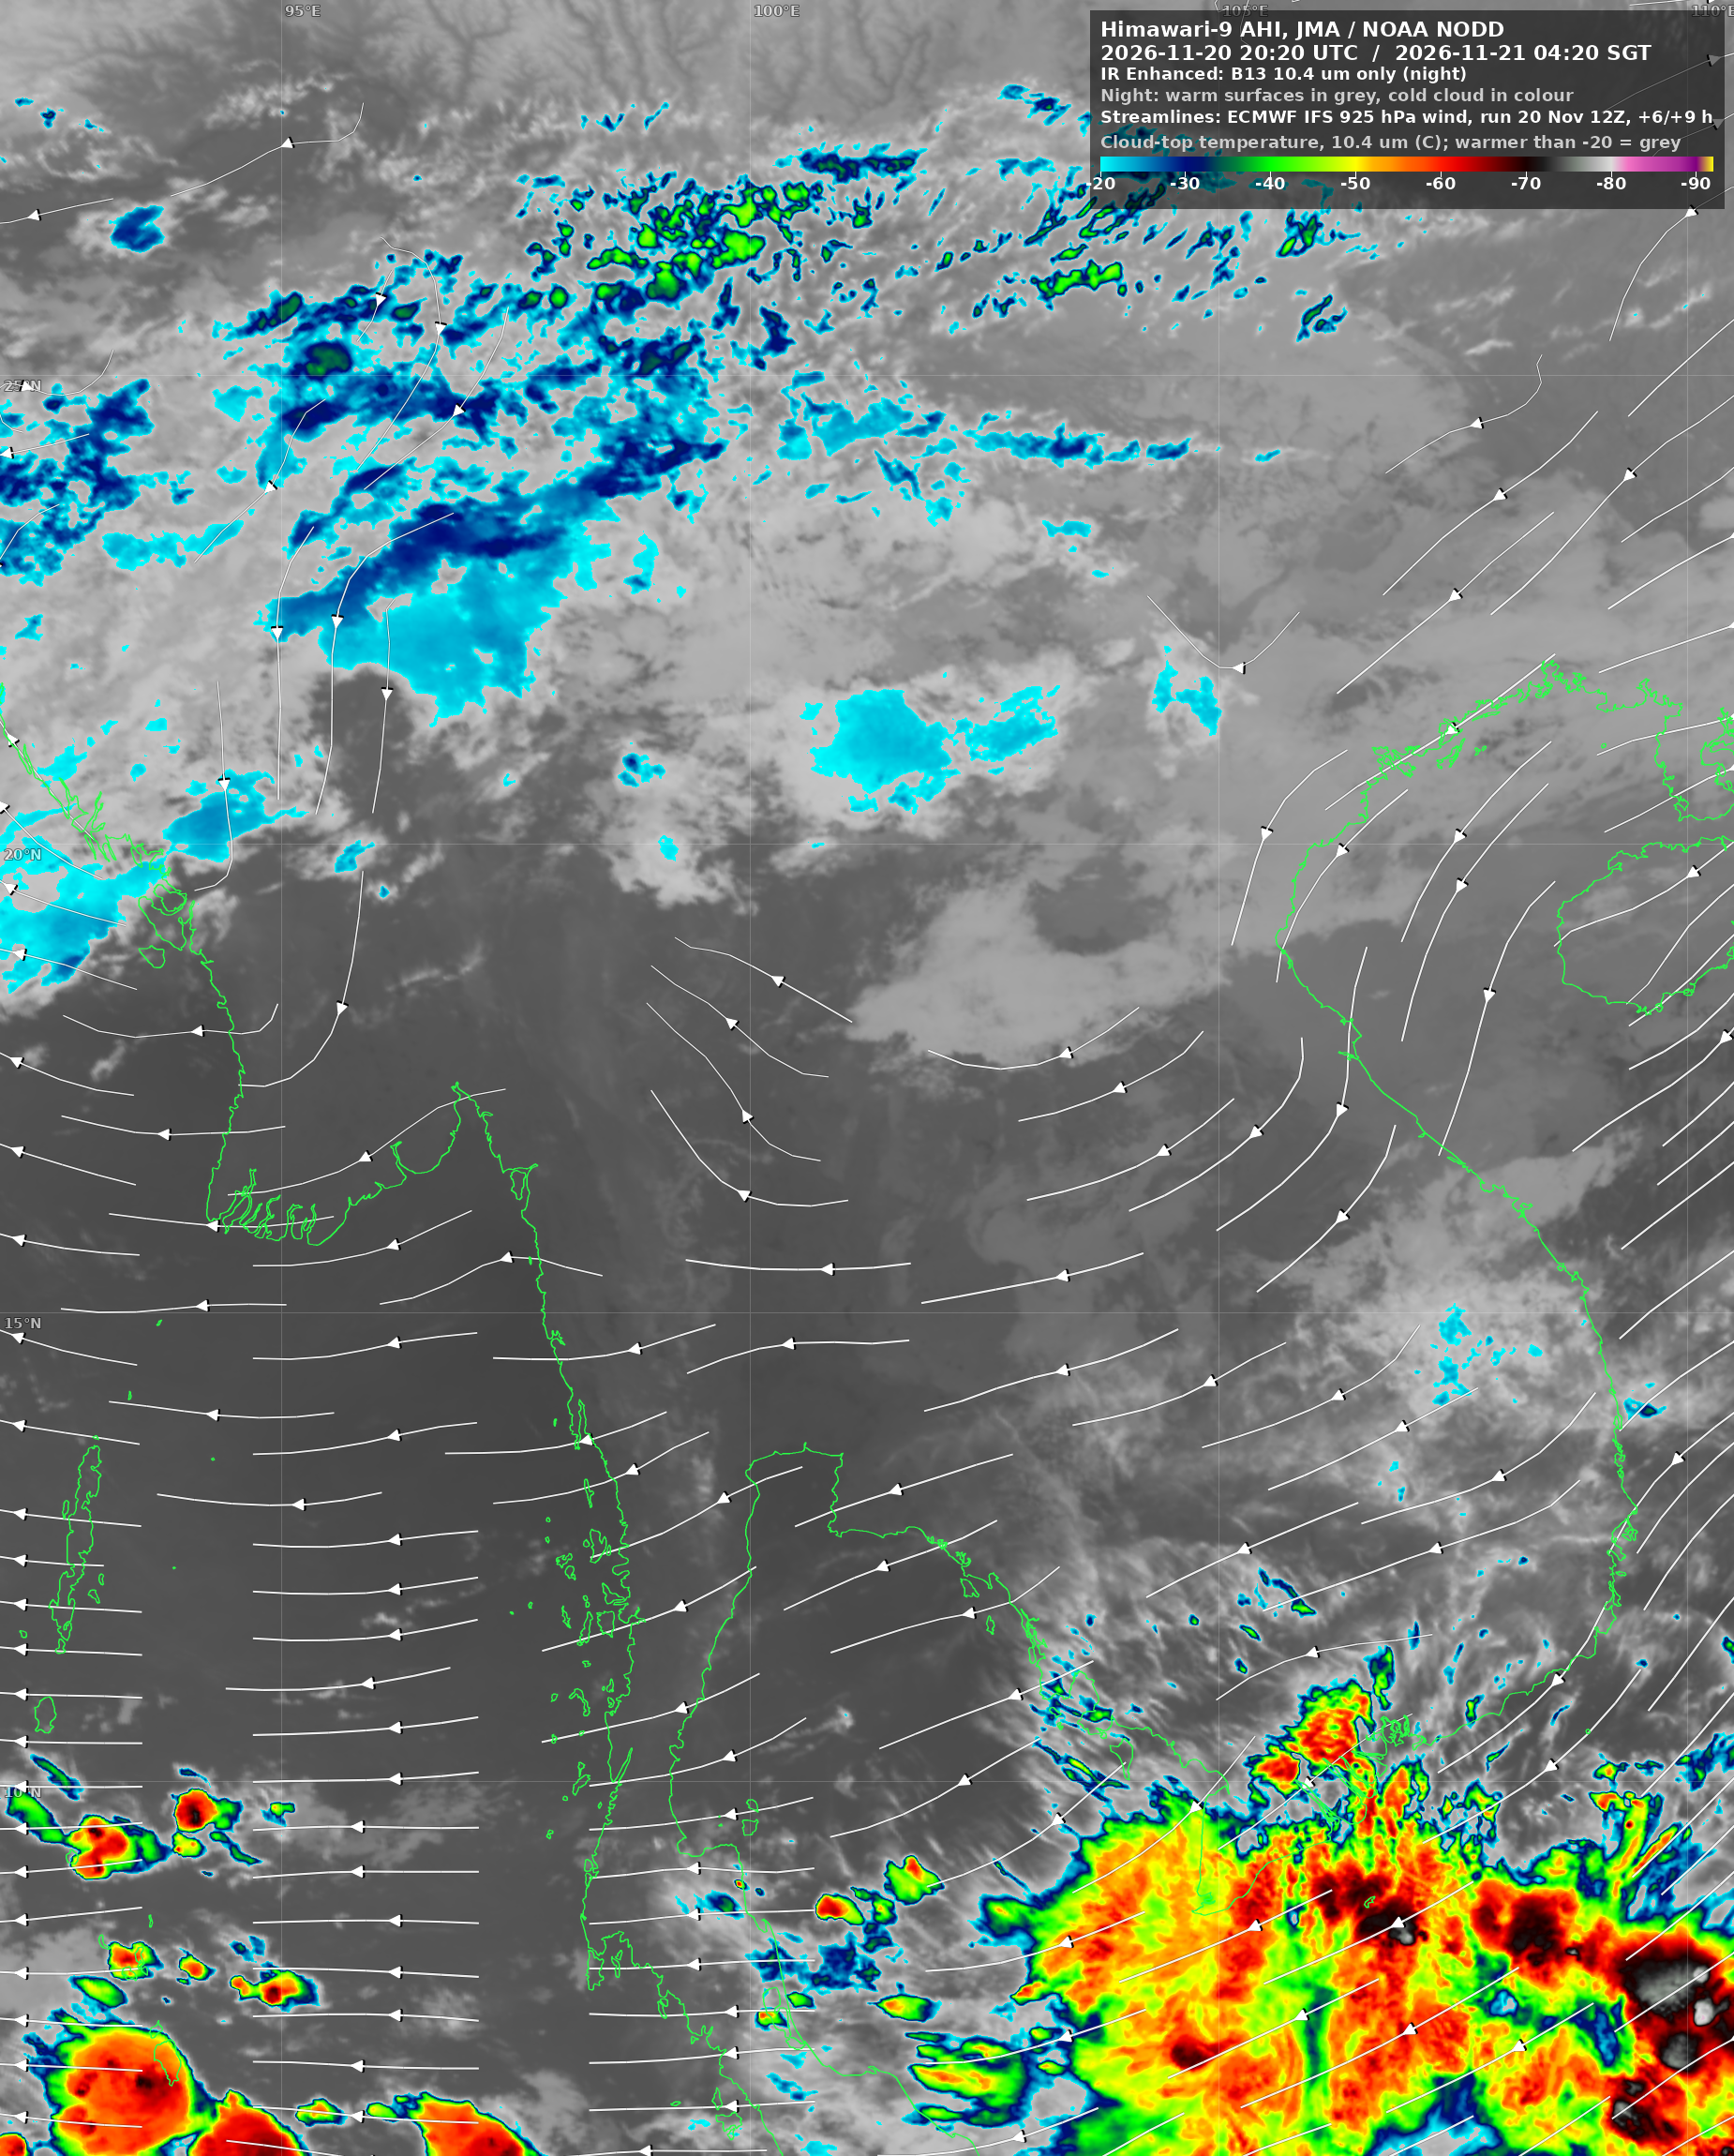 95°E
100°E
105°E
110°E
Himawari-9 AHI, JMA / NOAA NODD
2026-11-20 20:20 UTC / 2026-11-21 04:20 SGT
IR Enhanced: B13 10.4 um only (night)
Night: warm surfaces in grey, cold cloud in colour
Streamlines: ECMWF IFS 925 hPa wind, run 20 Nov 12Z, +6/+9 h
Cloud-top temperature, 10.4 um (C); warmer than -20 = grey
-20 -30 -40 -50 -60 -70 -80 -90
25°N
20°N
15°N
10°N